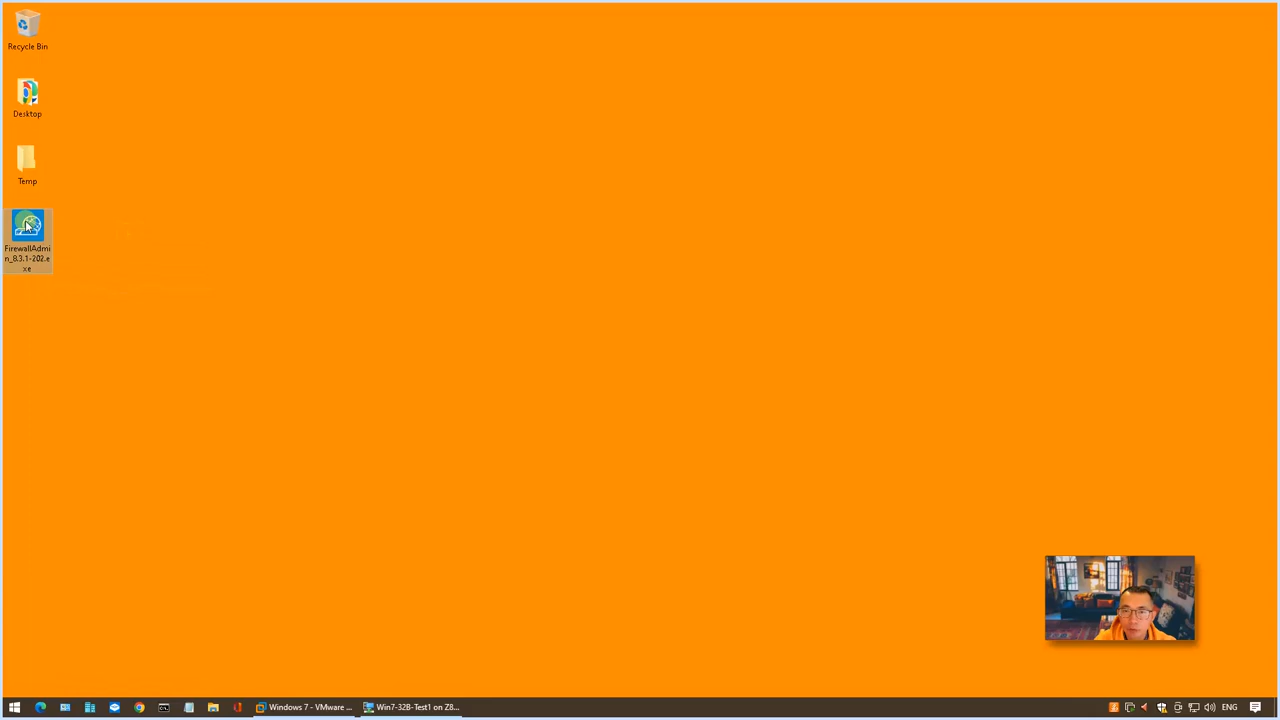 Recycle Bin
Desktop
Temp
FirewallAdmi
n_8.3.1-202.e
xe
Windows 7 - VMware ...
Win7-32B-Test1 on Z8...
ENG